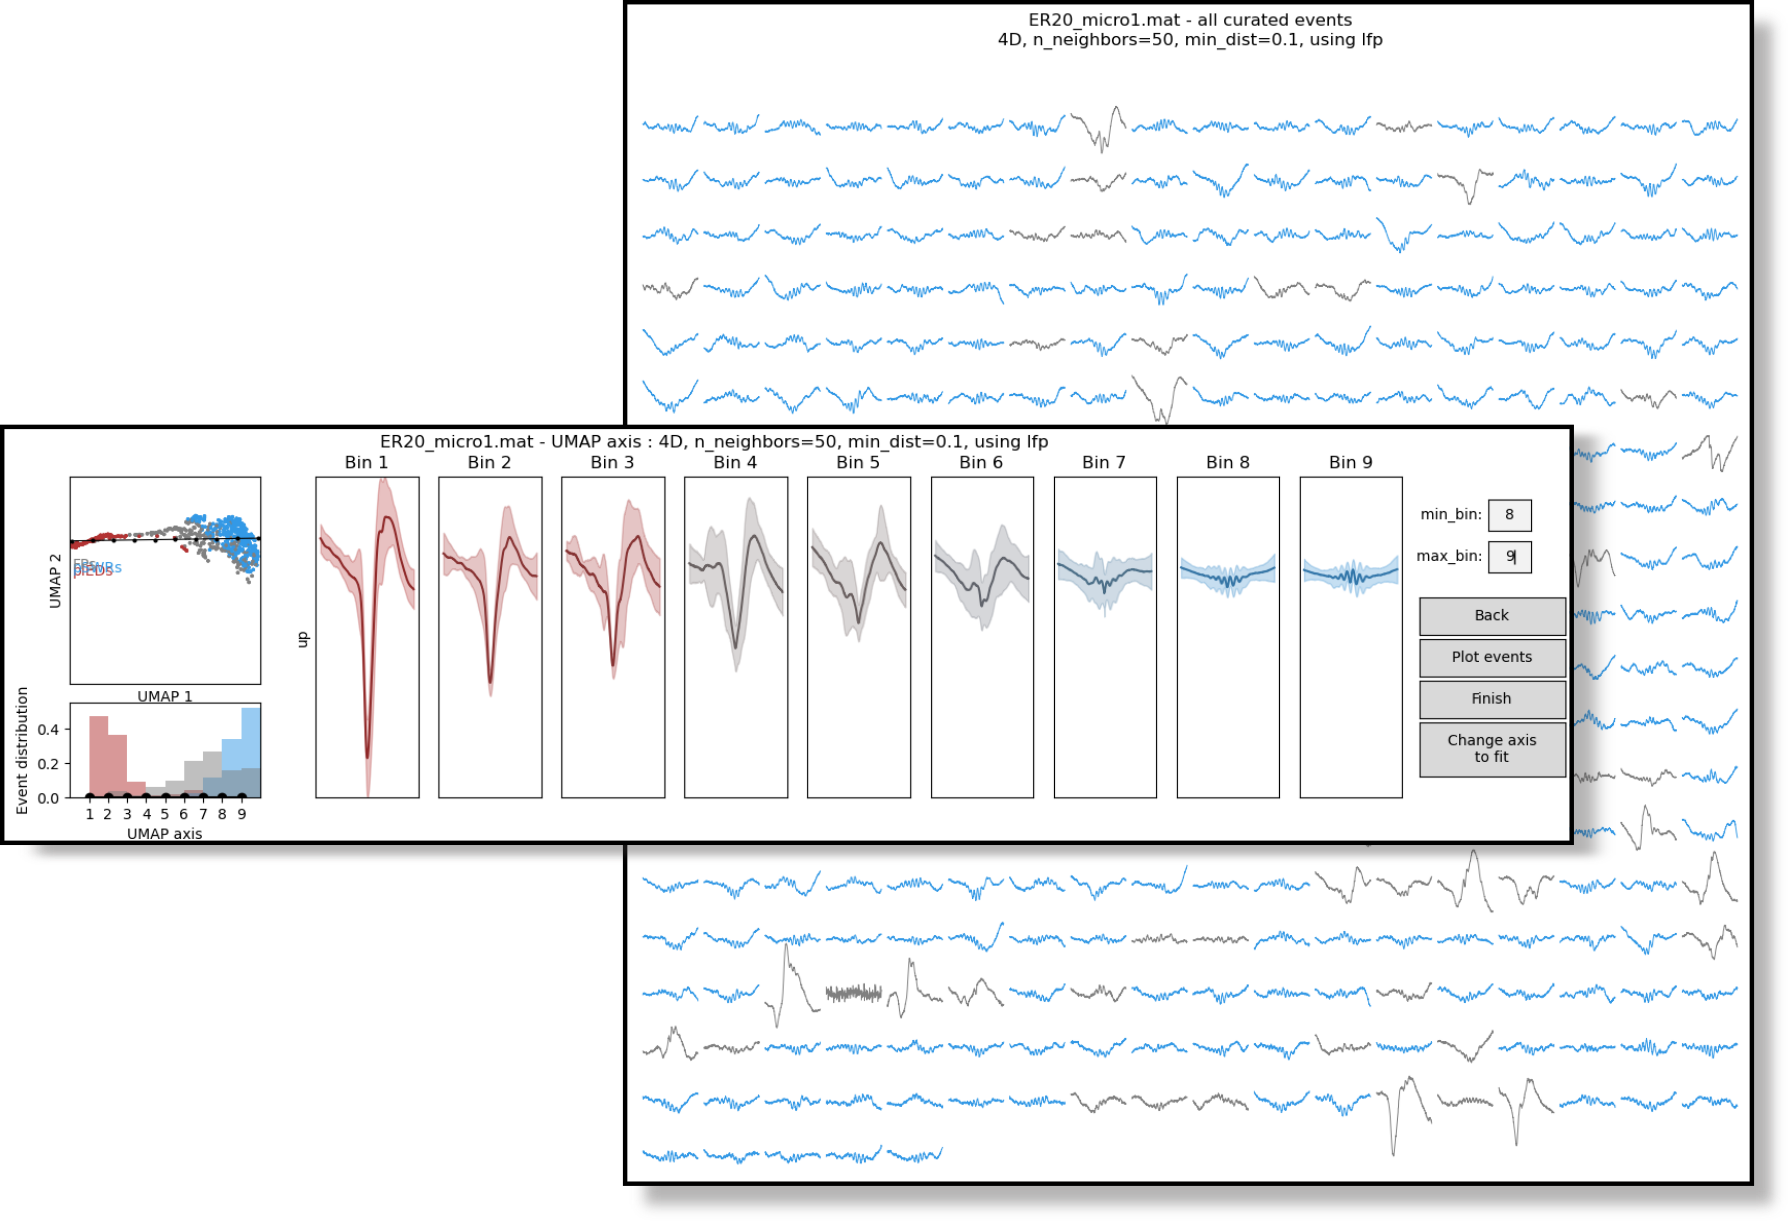 ER20_micro1.mat - all curated events
4D, n_neighbors=50, min_dist=0.1, using lfp
ER20_micro1.mat - UMAP axis : 4D, n_neighbors=50, min_dist=0.1, using lfp
Bin 1 Bin 2 Bin 3 Bin 4 Bin 5 Bin 6 Bin 7 Bin 8 Bin 9
UMAP 2
pIEDs
UMAP 1
up
Event distribution
0.4
0.2
0.0
1 2 3 4 5 6 7 8 9
UMAP axis
min_bin: 8
max_bin: 9
Back
Plot events
Finish
Change axis
to fit